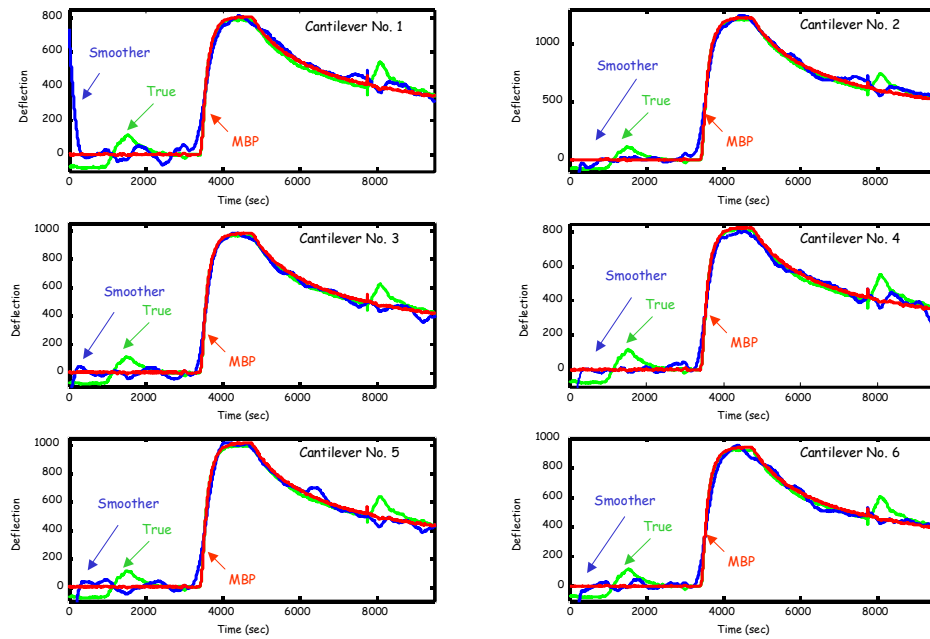 Cantilever No. 1
800
600
400
200
0
Deflection
Smoother
True
MBP
0 2000 4000 6000 8000
Time (sec)
Cantilever No. 2
1000
500
0
Deflection
Smoother
True
MBP
0 2000 4000 6000 8000
Time (sec)
Cantilever No. 3
1000
800
600
400
200
0
Deflection
Smoother
True
MBP
0 2000 4000 6000 8000
Time (sec)
Cantilever No. 4
800
600
400
200
0
Deflection
Smoother
True
MBP
0 2000 4000 6000 8000
Time (sec)
Cantilever No. 5
1000
800
600
400
200
0
Deflection
Smoother
True
MBP
0 2000 4000 6000 8000
Time (sec)
Cantilever No. 6
1000
800
600
400
200
0
Deflection
Smoother
True
MBP
0 2000 4000 6000 8000
Time (sec)